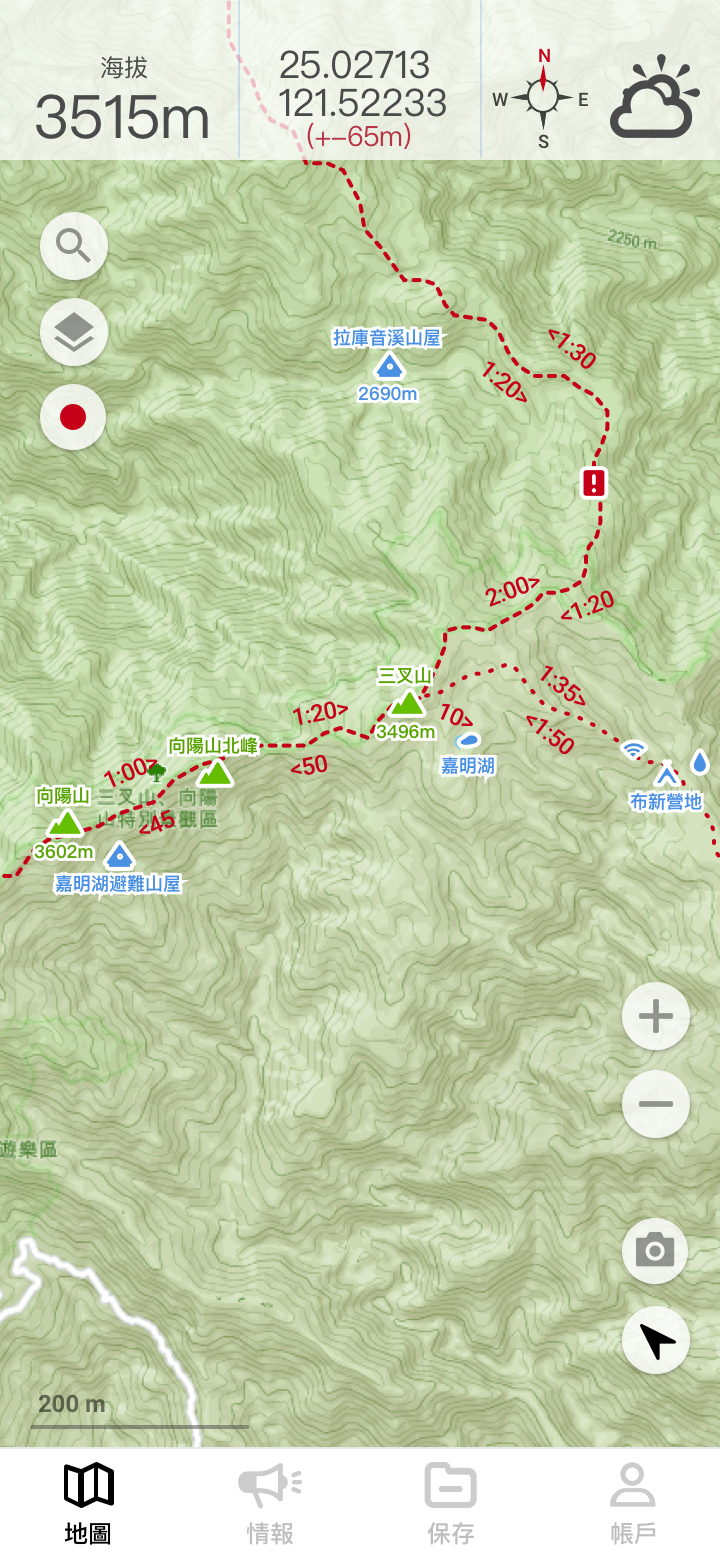 海拔
3515m
25.02713
121.52233
(+−65m)
N
W
E
S
2250 m
拉庫音溪山屋
2690m
<1:30
1:20>
2:00>
<1:20
三叉山
3496m
1:35>
<1:50
10>
嘉明湖
1:20>
<50
向陽山北峰
1:00>
<45
向陽山
3602m
三叉山、向陽
山特別景觀區
嘉明湖避難山屋
布新營地
遊樂區
200 m
地圖
情報
保存
帳戶